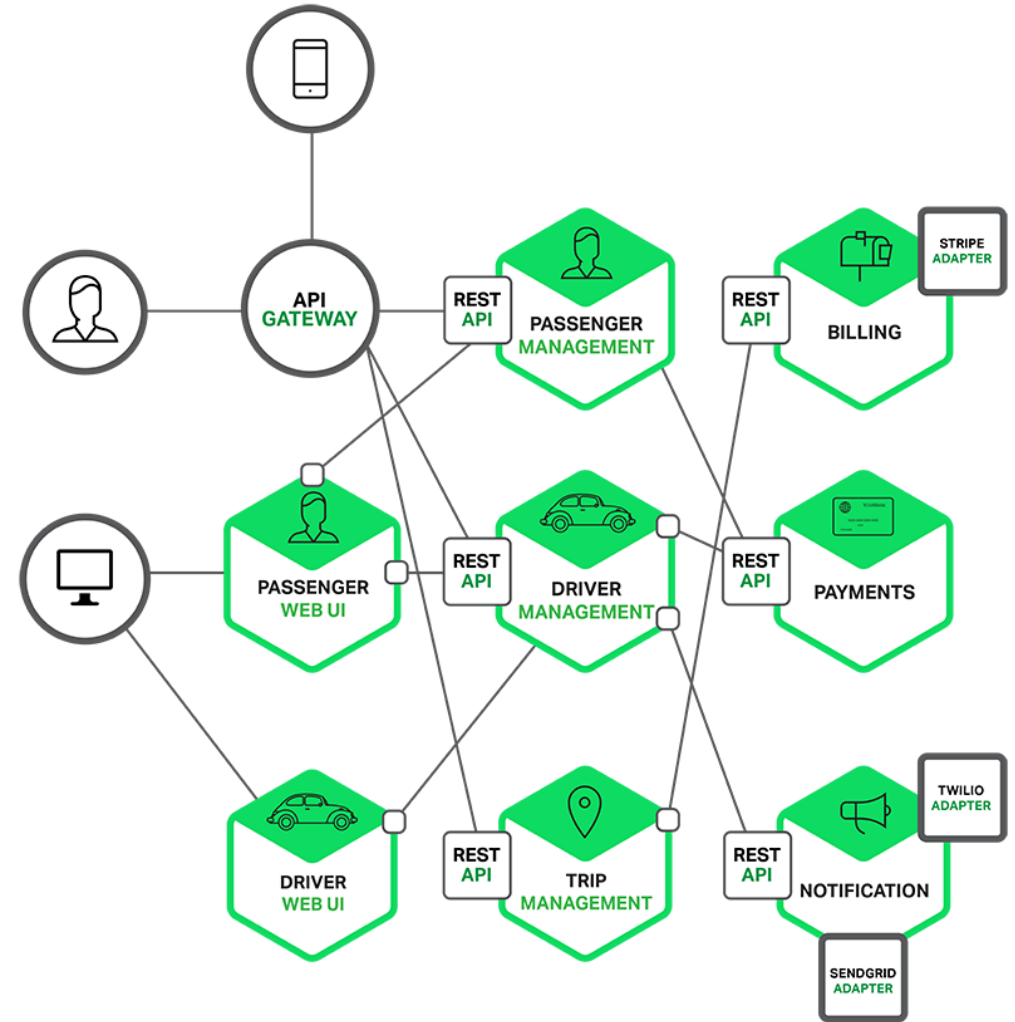 API
GATEWAY
REST
API
PASSENGER
MANAGEMENT
REST
API
BILLING
STRIPE
ADAPTER
PASSENGER
WEB UI
REST
API
DRIVER
MANAGEMENT
REST
API
PAYMENTS
DRIVER
WEB UI
REST
API
TRIP
MANAGEMENT
REST
API
NOTIFICATION
TWILIO
ADAPTER
SENDGRID
ADAPTER